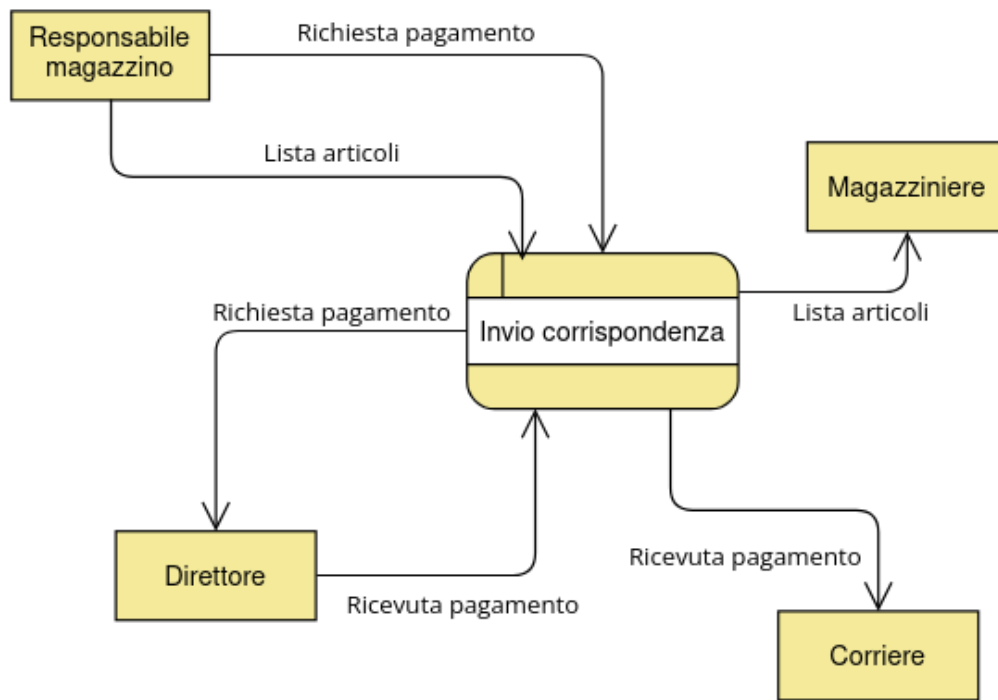 Responsabile
magazzino
Richiesta pagamento
Lista articoli
Magazziniere
Richiesta pagamento
Invio corrispondenza
Lista articoli
Direttore
Ricevuta pagamento
Ricevuta pagamento
Corriere